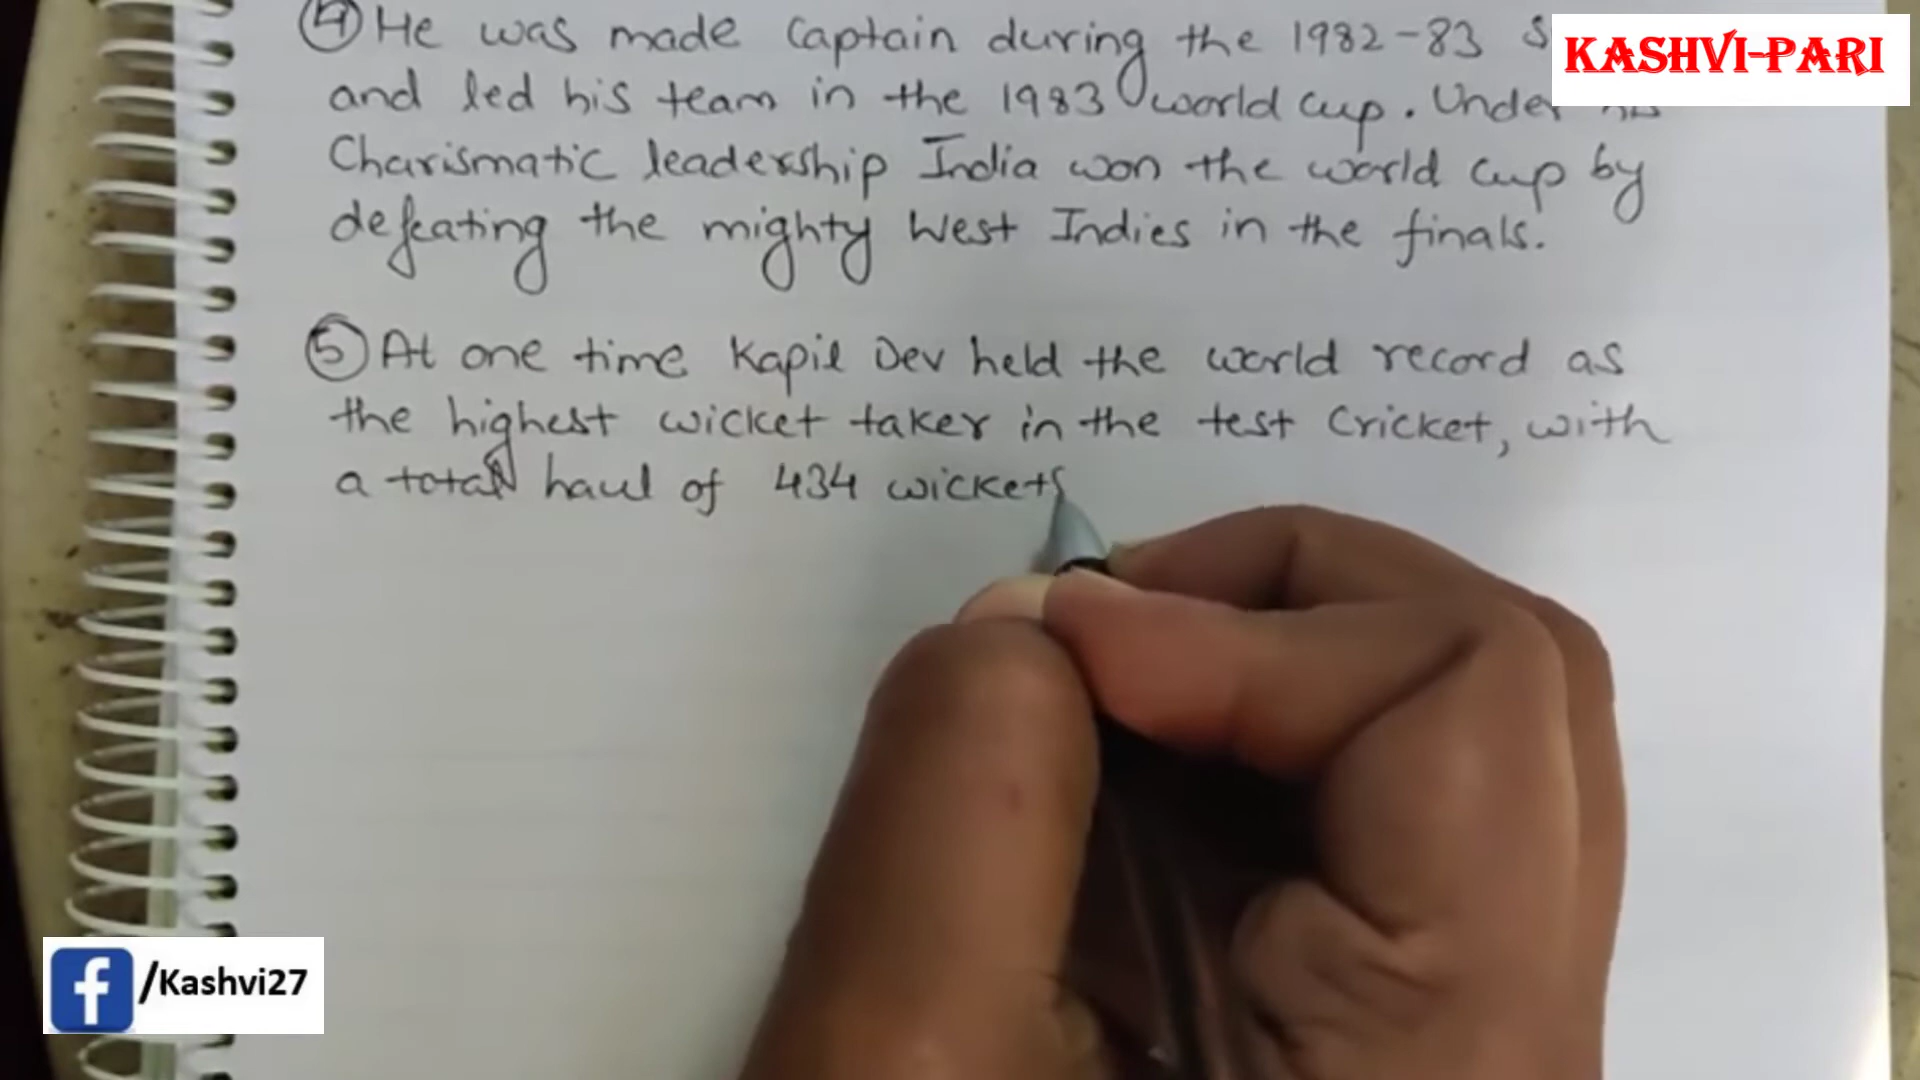 ④ He was made Captain during the 1982-83 S
KASHVI-PARI
and led his team in the 1983 world cup. Under his
Charismatic leadership India won the world cup by
defeating the mighty West Indies in the finals.
⑤ At one time Kapil Dev held the world record as
the highest wicket taker in the test Cricket, with
a total haul of 434 wickets
f /Kashvi27